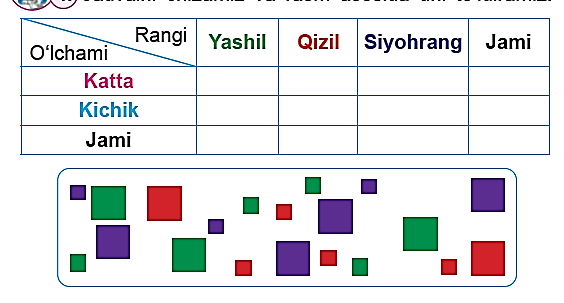 Rangi
O‘lchami
Yashil
Qizil
Siyohrang
Jami
Katta
Kichik
Jami